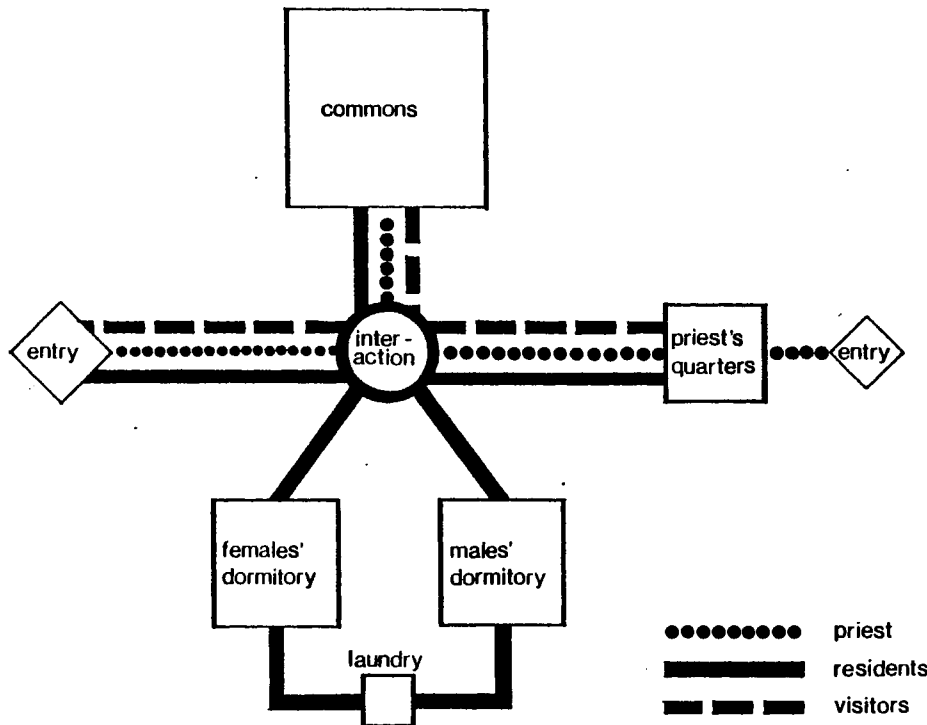 commons
entry
inter-
action
priest's
quarters
entry
females'
dormitory
males'
dormitory
laundry
priest
residents
visitors